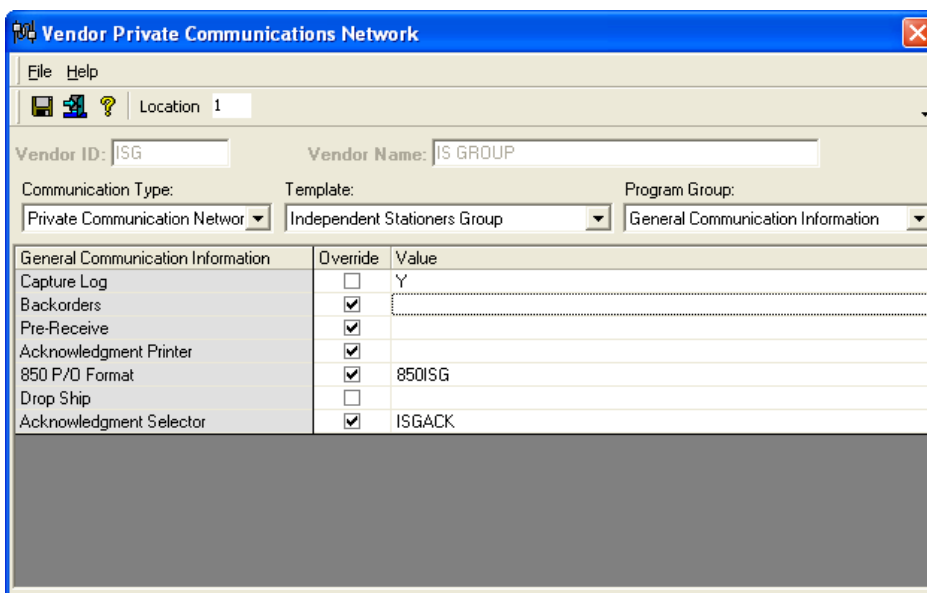 Vendor Private Communications Network
File Help
Location 1
Vendor ID: ISG Vendor Name: IS GROUP
Communication Type: Template: Program Group:
Private Communication Networ Independent Stationers Group General Communication Information
General Communication Information Override Value
Capture Log Y
Backorders
Pre-Receive
Acknowledgment Printer
850 P/O Format 850ISG
Drop Ship
Acknowledgment Selector ISGACK